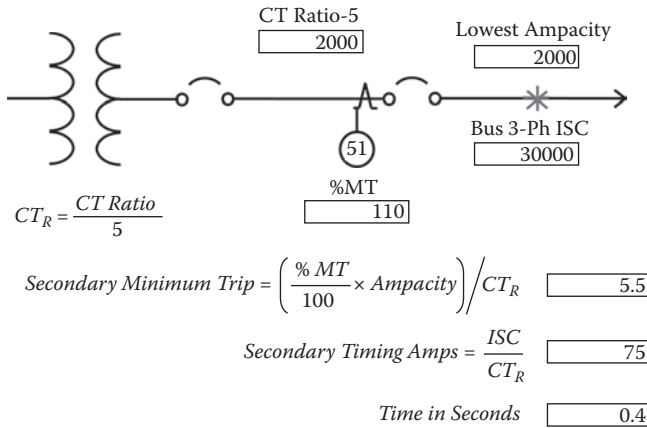 CT Ratio-5
2000
Lowest Ampacity
2000
51
Bus 3-Ph ISC
30000
%MT
110
CT_R = CT Ratio / 5
Secondary Minimum Trip = (% MT / 100 × Ampacity) / CT_R 5.5
Secondary Timing Amps = ISC / CT_R 75
Time in Seconds 0.4